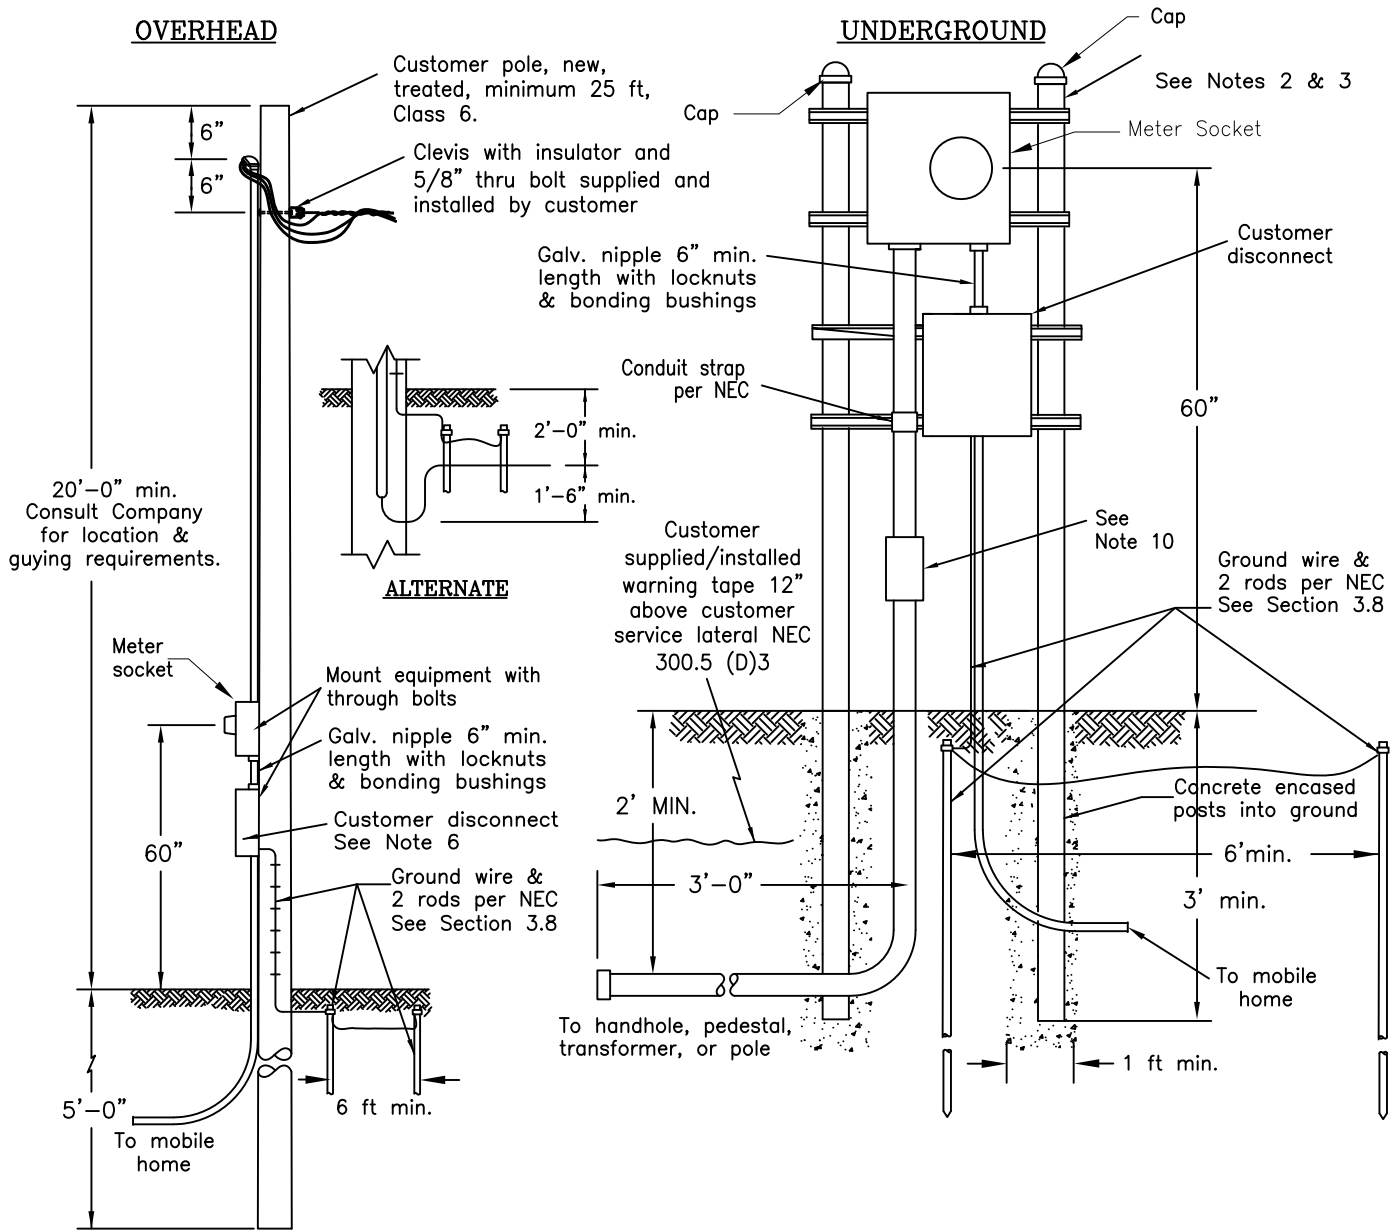 OVERHEAD
Customer pole, new,
treated, minimum 25 ft,
Class 6.
6"
6"
Clevis with insulator and
5/8" thru bolt supplied and
installed by customer
20'-0" min.
Consult Company
for location &
guying requirements.
2'-0" min.
1'-6" min.
ALTERNATE
Meter
socket
Mount equipment with
through bolts
Galv. nipple 6" min.
length with locknuts
& bonding bushings
Customer disconnect
See Note 6
60"
Ground wire &
2 rods per NEC
See Section 3.8
5'-0"
6 ft min.
To mobile
home
UNDERGROUND
Cap
Cap
See Notes 2 & 3
Meter Socket
Customer
disconnect
Galv. nipple 6" min.
length with locknuts
& bonding bushings
Conduit strap
per NEC
60"
Customer
supplied/installed
warning tape 12"
above customer
service lateral NEC
300.5 (D)3
See
Note 10
Ground wire &
2 rods per NEC
See Section 3.8
2' MIN.
Concrete encased
posts into ground
6'min.
3'-0"
3' min.
To mobile
home
To handhole, pedestal,
transformer, or pole
1 ft min.